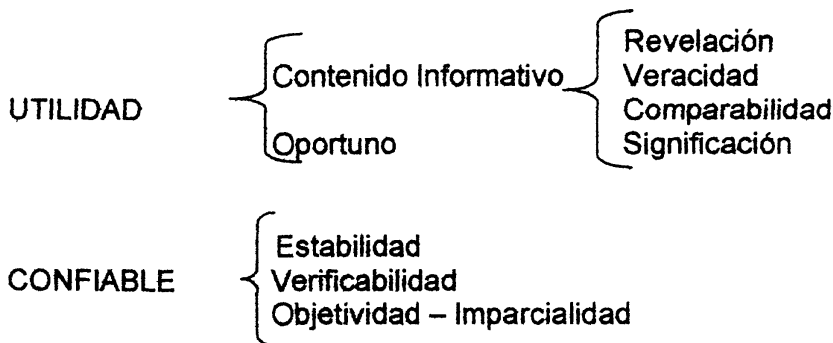 Revelación
Contenido Informativo Veracidad
UTILIDAD Comparabilidad
Oportuno Significación
Estabilidad
CONFIABLE Verificabilidad
Objetividad – Imparcialidad